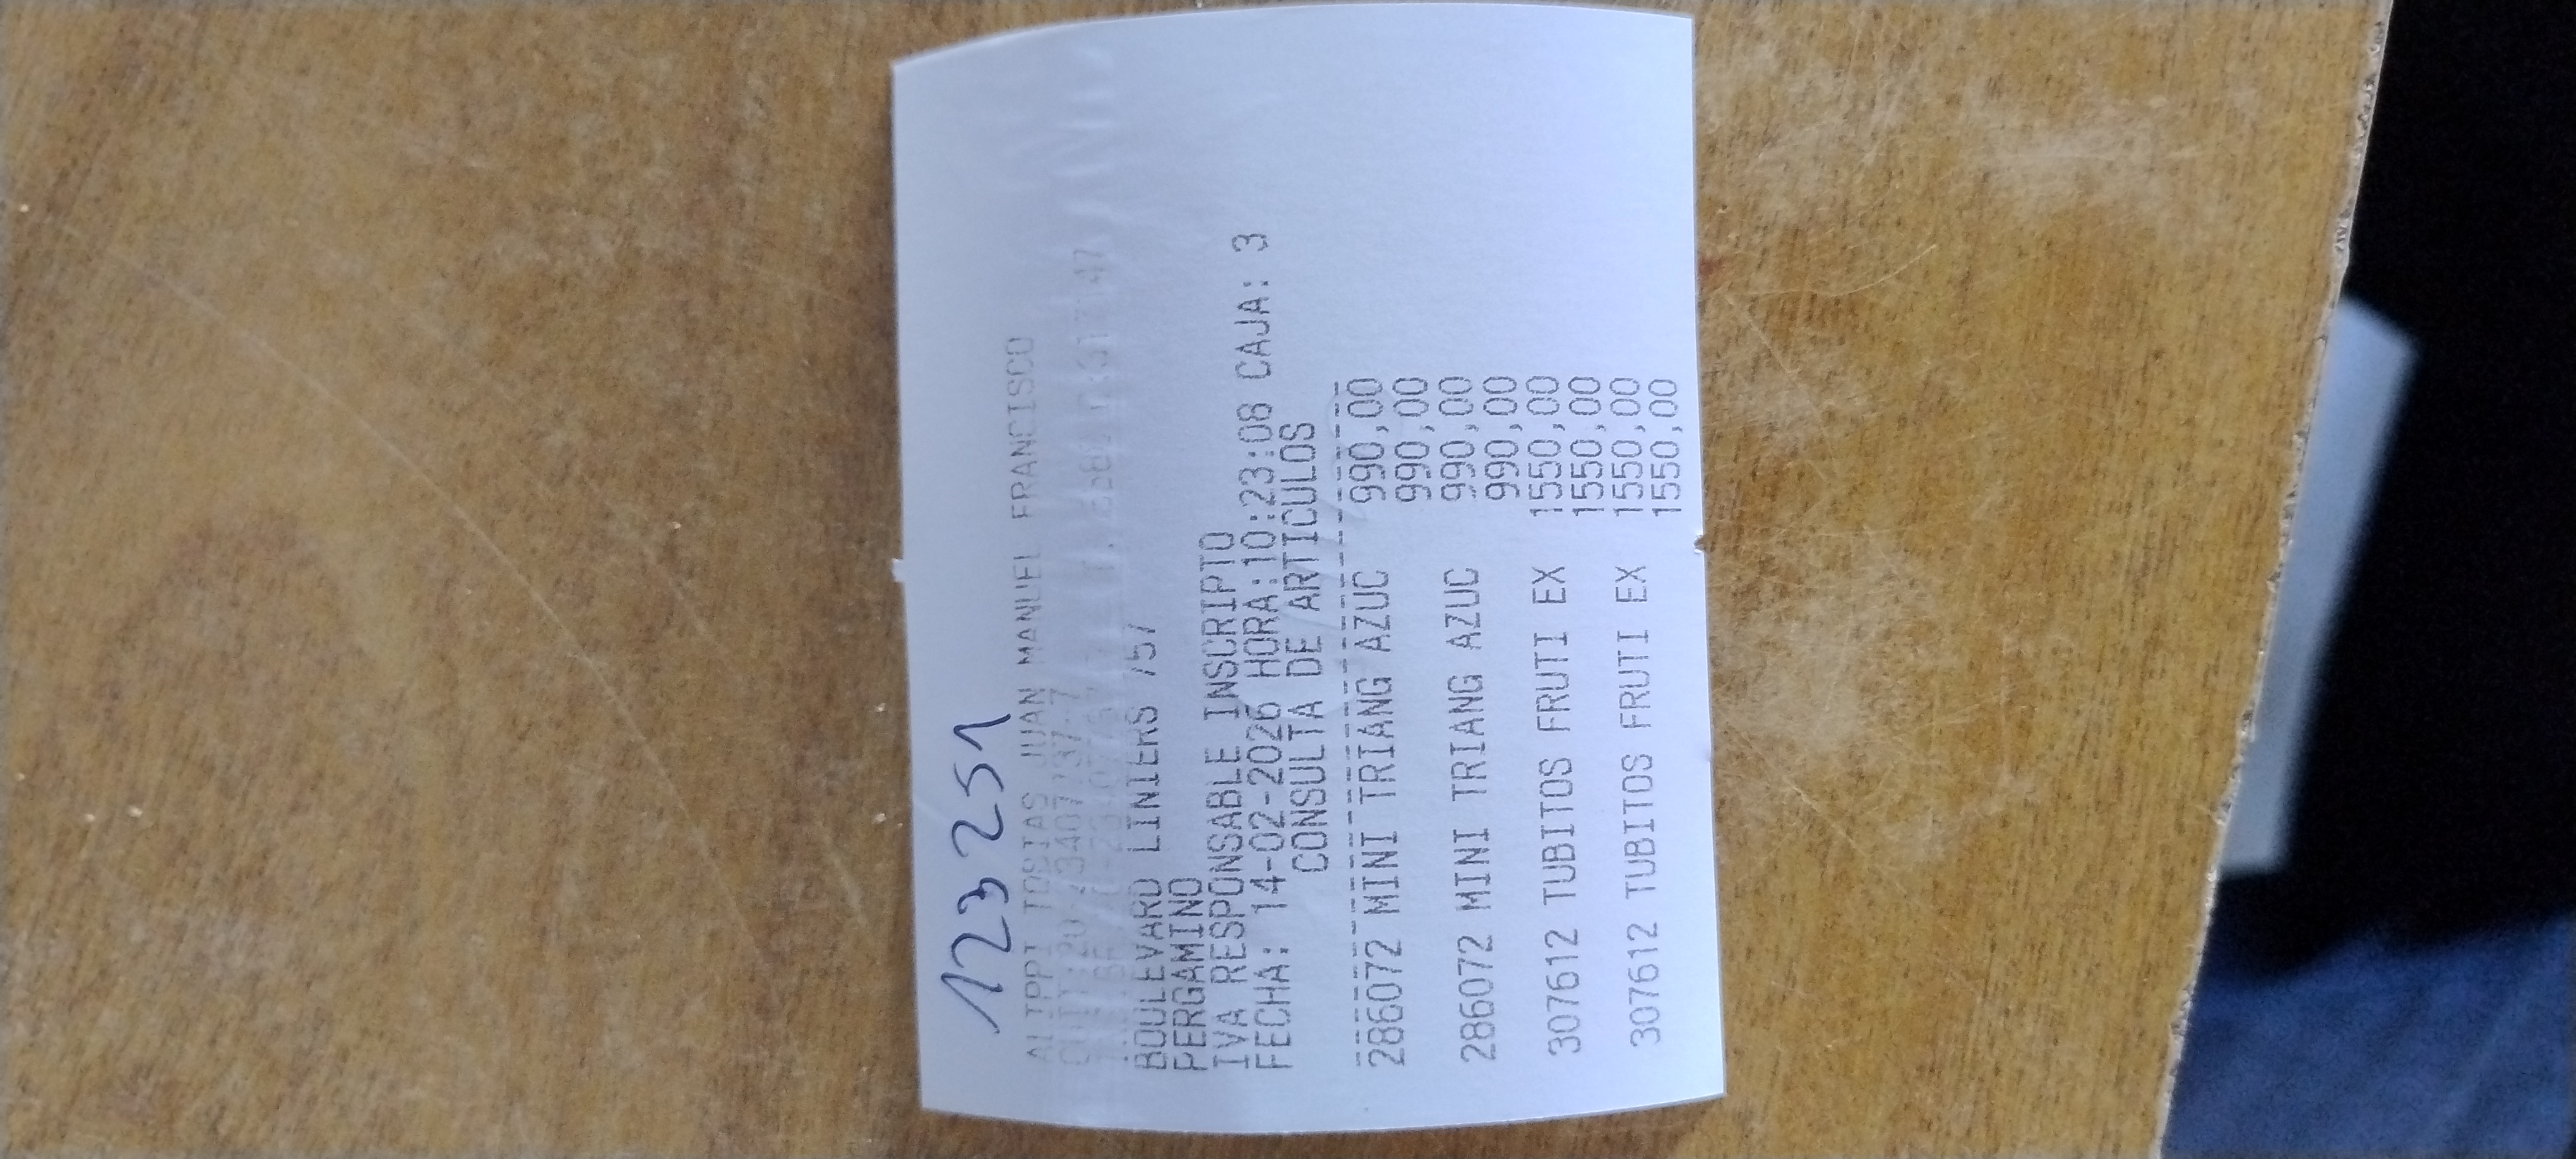 123251
ALTPPI TOSTAS JUAN MANUEL FRANCISCO
BOULEVARD LINIERS 757
PERGAMINO
IVA RESPONSABLE INSCRIPTO
FECHA: 14-02-2026 HORA:10:23:08 CAJA: 3
CONSULTA DE ARTICULOS
286072 MINI TRIANG AZUC 990,00
990,00
286072 MINI TRIANG AZUC 990,00
990,00
307612 TUBITOS FRUTI EX 1550,00
1550,00
307612 TUBITOS FRUTI EX 1550,00
1550,00